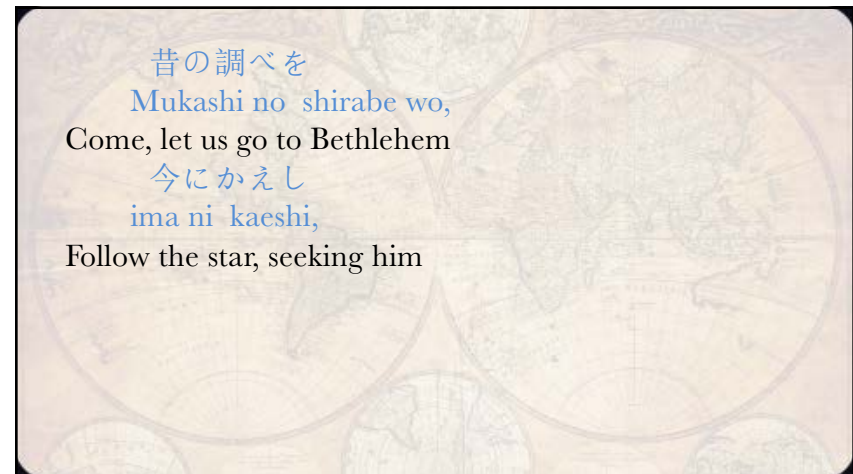 昔の調べを
Mukashi no shirabe wo,
Come, let us go to Bethlehem
今にかえし
ima ni kaeshi,
Follow the star, seeking him